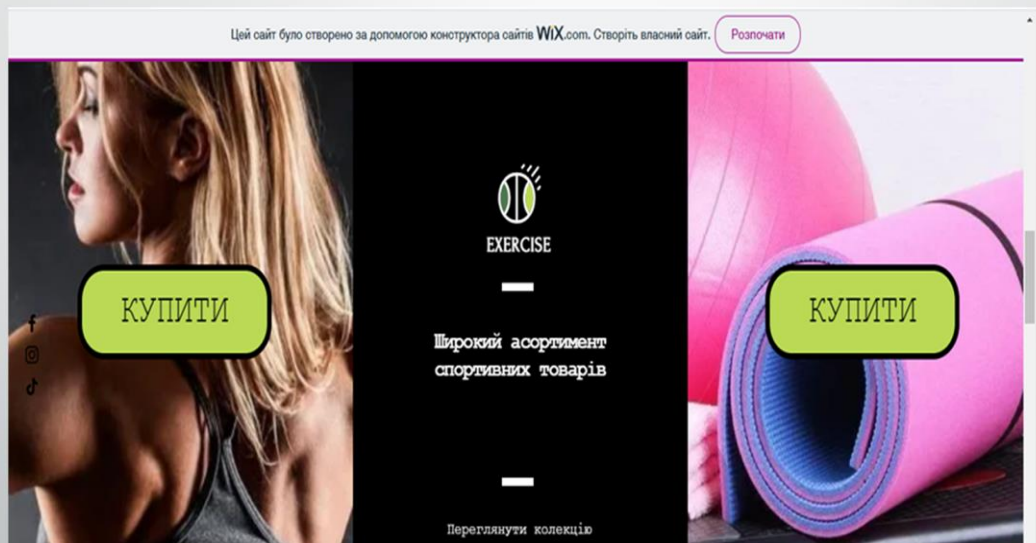 Цей сайт було створено за допомогою конструктора сайтів WiX.com. Створіть власний сайт. Розпочати
EXERCISE
КУПИТИ
КУПИТИ
Широкий асортимент
спортивних товарів
Переглянути колекцію